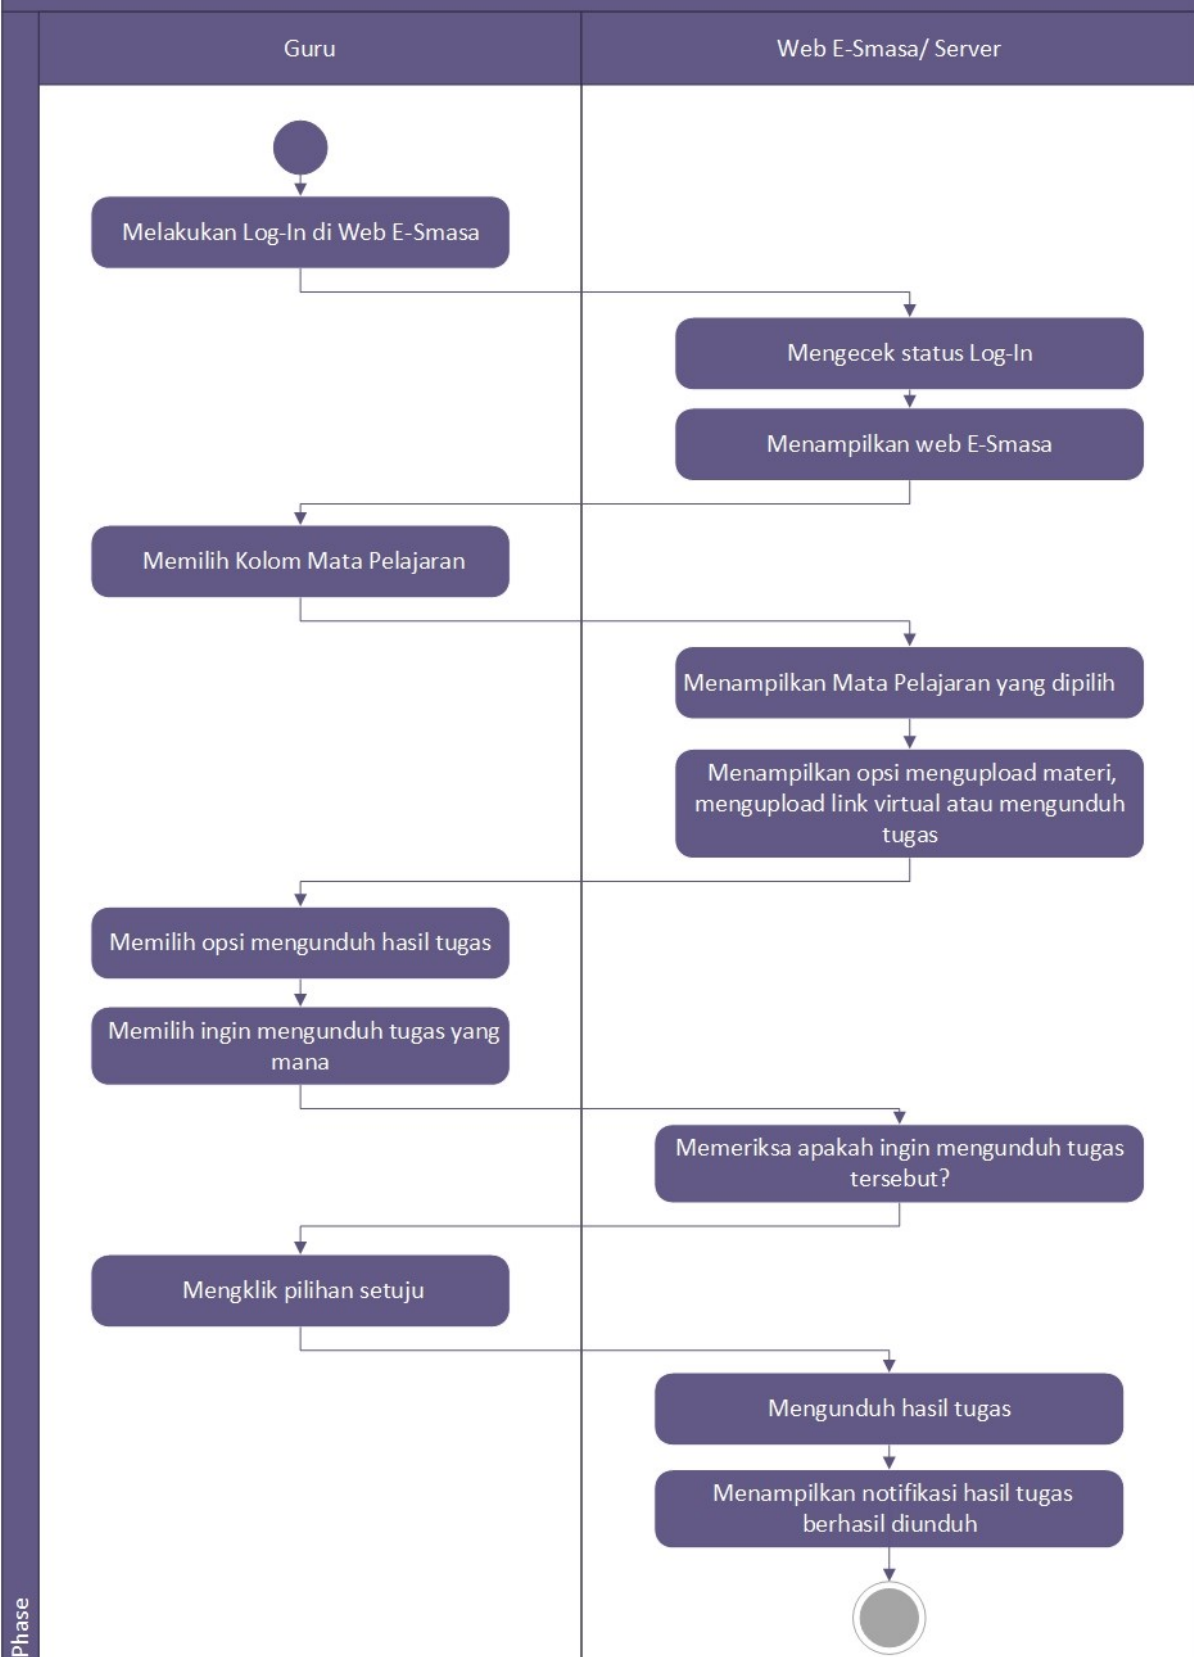 Guru
Web E-Smasa/ Server
Melakukan Log-In di Web E-Smasa
Mengecek status Log-In
Menampilkan web E-Smasa
Memilih Kolom Mata Pelajaran
Menampilkan Mata Pelajaran yang dipilih
Menampilkan opsi mengupload materi,
mengupload link virtual atau mengunduh
tugas
Memilih opsi mengunduh hasil tugas
Memilih ingin mengunduh tugas yang
mana
Memeriksa apakah ingin mengunduh tugas
tersebut?
Mengklik pilihan setuju
Mengunduh hasil tugas
Menampilkan notifikasi hasil tugas
berhasil diunduh
Phase